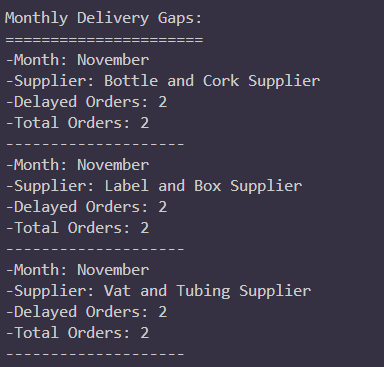 Monthly Delivery Gaps:
======================
-Month: November
-Supplier: Bottle and Cork Supplier
-Delayed Orders: 2
-Total Orders: 2
--------------------
-Month: November
-Supplier: Label and Box Supplier
-Delayed Orders: 2
-Total Orders: 2
--------------------
-Month: November
-Supplier: Vat and Tubing Supplier
-Delayed Orders: 2
-Total Orders: 2
--------------------